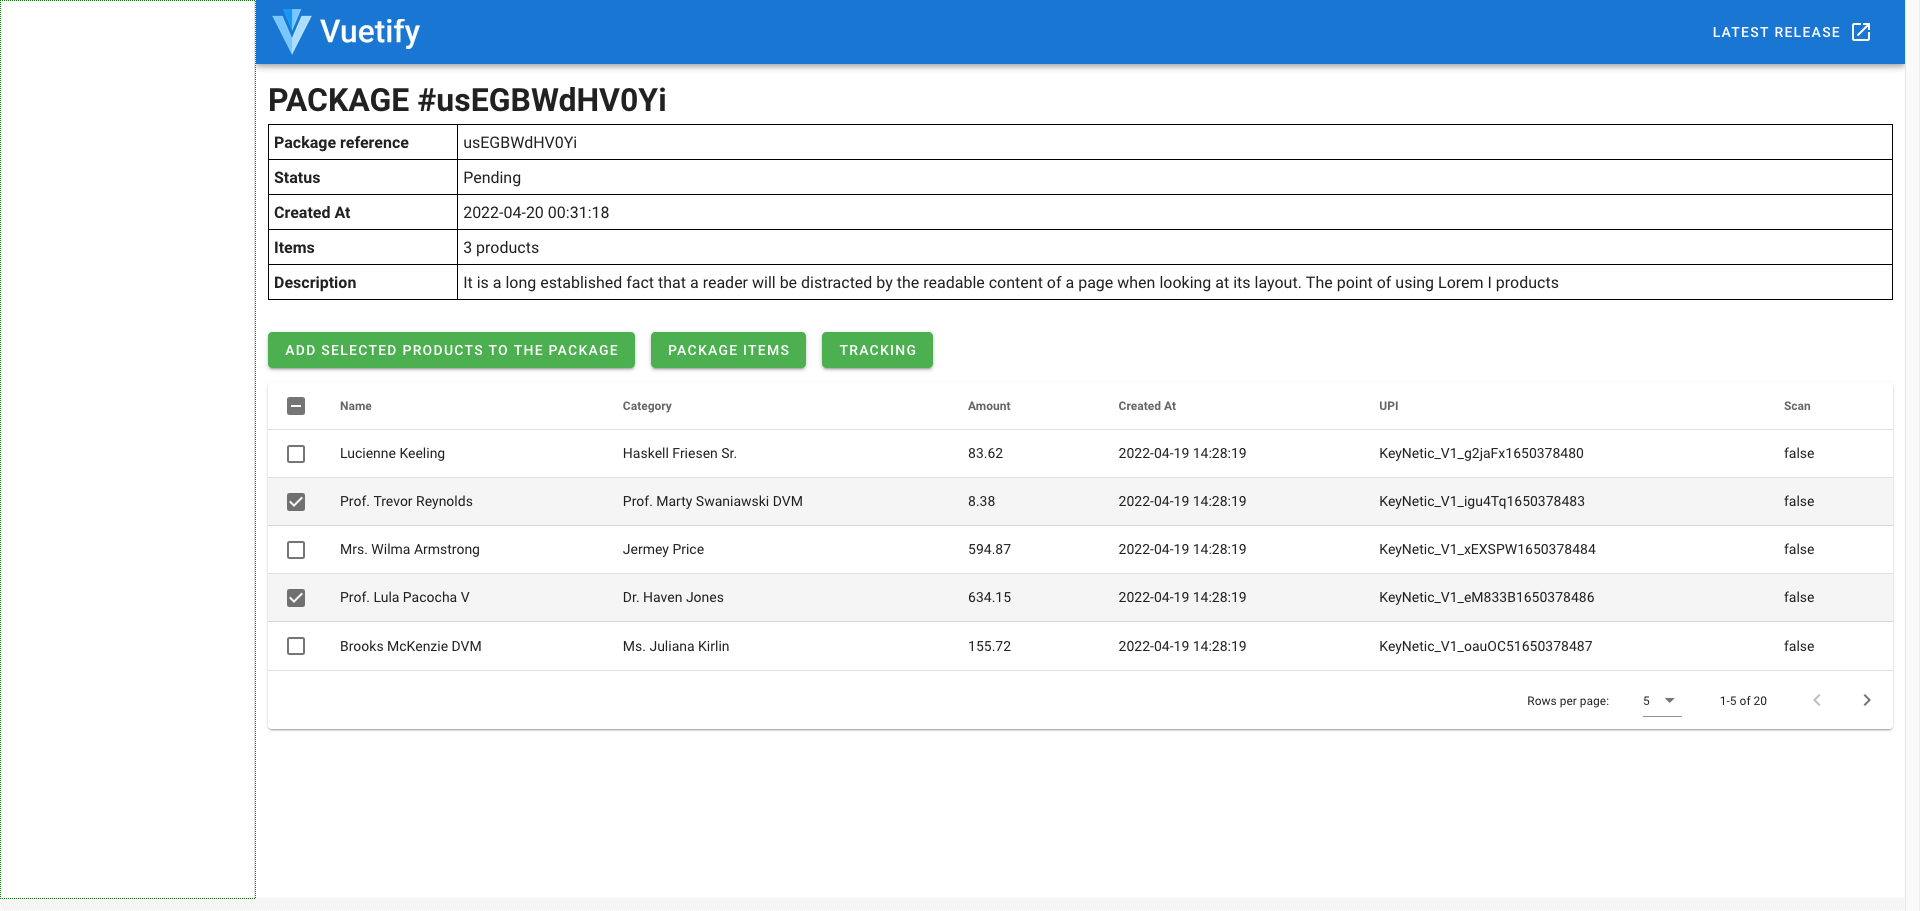 Vuetify
LATEST RELEASE
PACKAGE #usEGBWdHV0Yi
Package reference usEGBWdHV0Yi
Status Pending
Created At 2022-04-20 00:31:18
Items 3 products
Description It is a long established fact that a reader will be distracted by the readable content of a page when looking at its layout. The point of using Lorem I products
ADD SELECTED PRODUCTS TO THE PACKAGE PACKAGE ITEMS TRACKING
Name Category Amount Created At UPI Scan
Lucienne Keeling Haskell Friesen Sr. 83.62 2022-04-19 14:28:19 KeyNetic_V1_g2jaFx1650378480 false
Prof. Trevor Reynolds Prof. Marty Swaniawski DVM 8.38 2022-04-19 14:28:19 KeyNetic_V1_igu4Tq1650378483 false
Mrs. Wilma Armstrong Jermey Price 594.87 2022-04-19 14:28:19 KeyNetic_V1_xEXSPW1650378484 false
Prof. Lula Pacocha V Dr. Haven Jones 634.15 2022-04-19 14:28:19 KeyNetic_V1_eM833B1650378486 false
Brooks McKenzie DVM Ms. Juliana Kirlin 155.72 2022-04-19 14:28:19 KeyNetic_V1_oauOC51650378487 false
Rows per page: 5 1-5 of 20